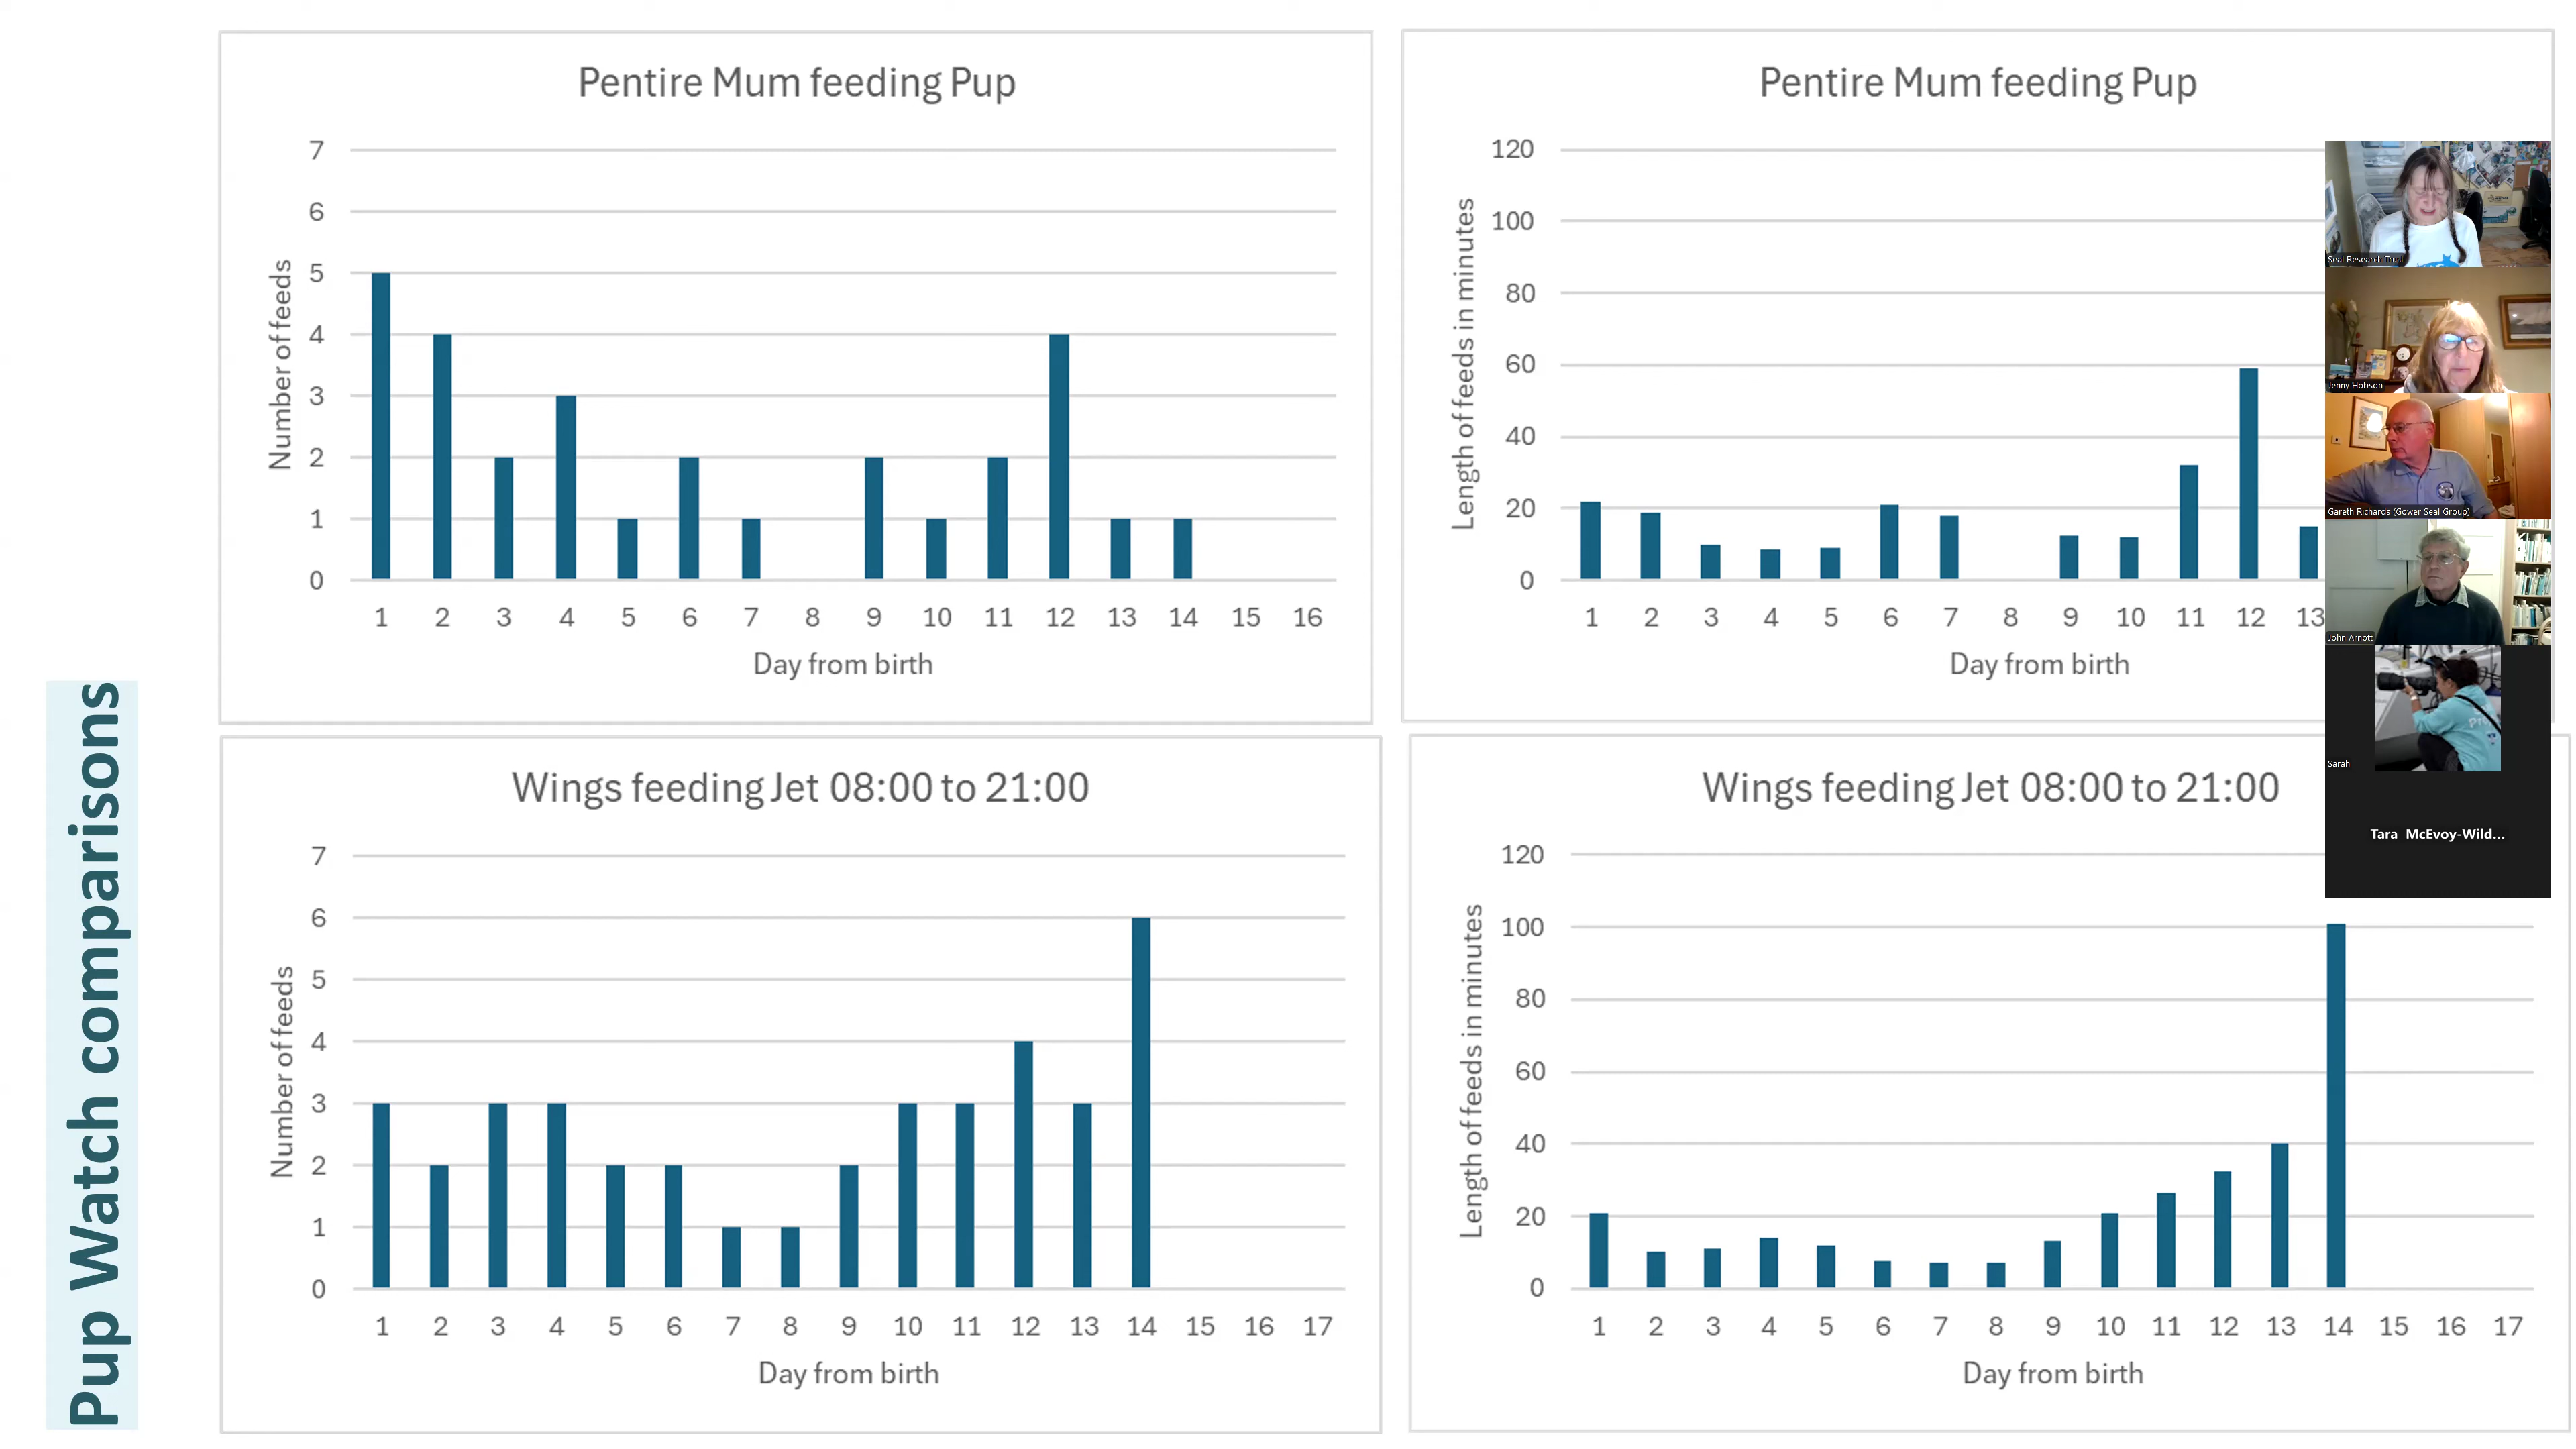 Pup Watch comparisons
Pentire Mum feeding Pup
Number of feeds
7
6
5
4
3
2
1
0
1 2 3 4 5 6 7 8 9 10 11 12 13 14 15 16
Day from birth
Pentire Mum feeding Pup
Length of feeds in minutes
120
100
80
60
40
20
0
1 2 3 4 5 6 7 8 9 10 11 12 13
Day from birth
Seal Research Trust
Jenny Hobson
Gareth Richards (Gower Seal Group)
John Arnott
Sarah
Tara McEvoy-Wild...
Wings feeding Jet 08:00 to 21:00
Number of feeds
7
6
5
4
3
2
1
0
1 2 3 4 5 6 7 8 9 10 11 12 13 14 15 16 17
Day from birth
Wings feeding Jet 08:00 to 21:00
Length of feeds in minutes
120
100
80
60
40
20
0
1 2 3 4 5 6 7 8 9 10 11 12 13 14 15 16 17
Day from birth